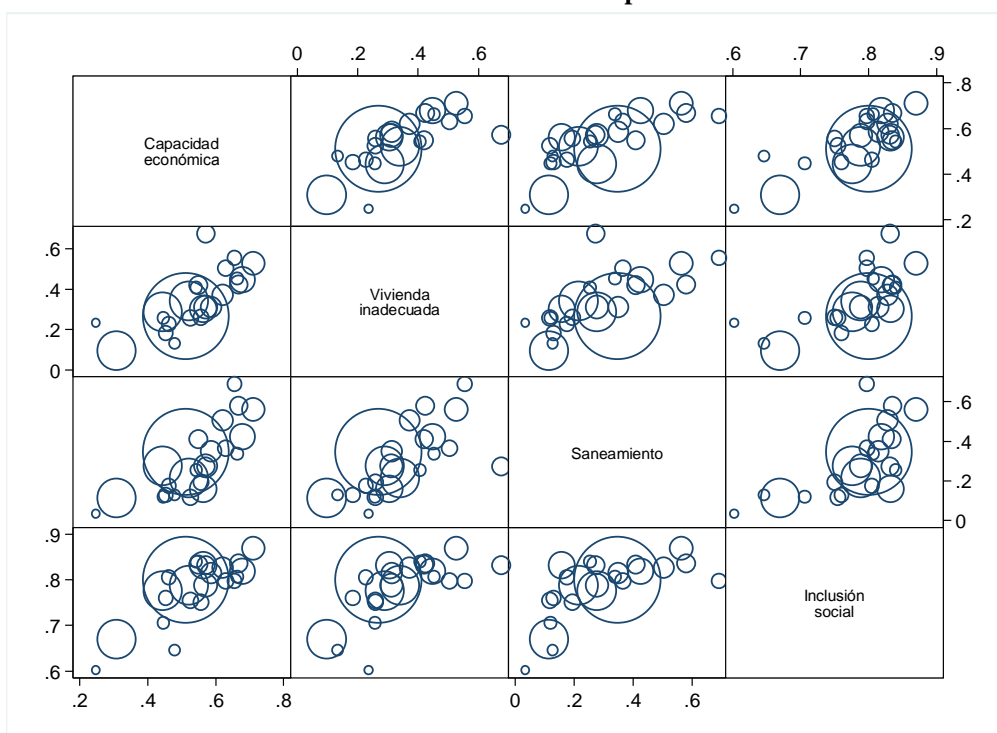 0 .2 .4 .6
.6 .7 .8 .9
Capacidad
económica
.8
.6
.4
.2
.6
.4
.2
0
Vivienda
inadecuada
Saneamiento
.6
.4
.2
0
.9
.8
.7
.6
Inclusión
social
.2 .4 .6 .8
0 .2 .4 .6